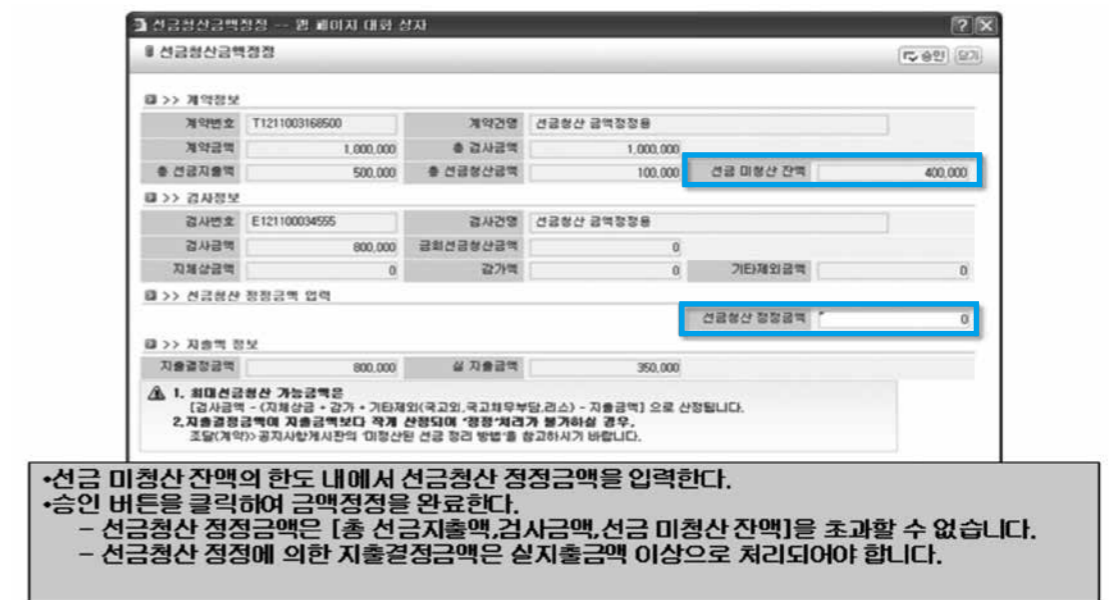 선금청산금액정정 -- 웹 페이지 대화 상자
선금청산금액정정 승인 닫기
>> 계약정보
계약번호 T1211003168500 계약건명 선금청산 금액정정용
계약금액 1,000,000 총 검사금액 1,000,000
총 선금지출액 500,000 총 선금청산금액 100,000 선금 미청산 잔액 400,000
>> 검사정보
검사번호 E121100034555 검사건명 선금청산 금액정정용
검사금액 800,000 금회선금청산금액 0
지체상금액 0 감가액 0 기타제외금액 0
>> 선금청산 정정금액 입력
선금청산 정정금액 0
>> 지출액 정보
지출결정금액 800,000 실 지출금액 350,000
1. 최대선금청산 가능금액은
[검사금액 - (지체상금 + 감가 + 기타제외(국고외,국고채무부담,리스) - 지출금액] 으로 산정됩니다.
2.지출결정금액이 지출금액보다 작게 산정되어 '정정'처리가 불가하실 경우,
조달(계약)>공지사항게시판의 '미청산된 선금 정리 방법'을 참고하시기 바랍니다.
•선금 미청산 잔액의 한도 내에서 선금청산 정정금액을 입력한다.
•승인 버튼을 클릭하여 금액정정을 완료한다.
– 선금청산 정정금액은 [총 선금지출액,검사금액,선금 미청산 잔액]을 초과할 수 없습니다.
– 선금청산 정정에 의한 지출결정금액은 실지출금액 이상으로 처리되어야 합니다.